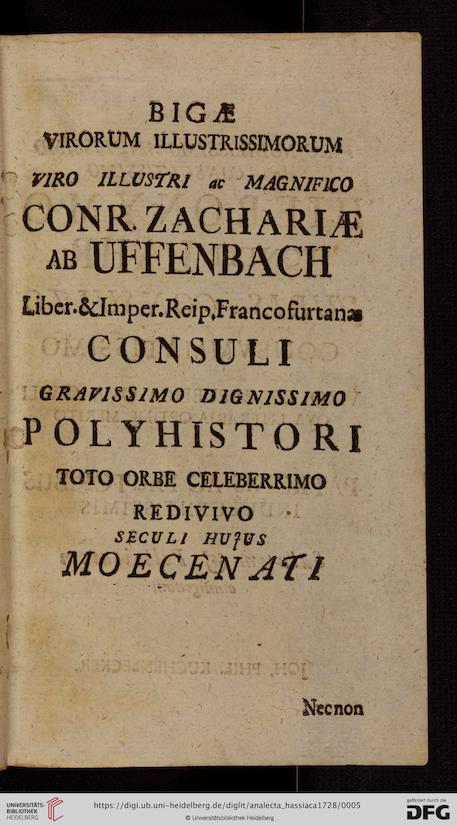 BIGÆ
VIRORUM ILLUSTRISSIMORUM
VIRO ILLUSTRI ac MAGNIFICO
CONR. ZACHARIÆ
AB UFFENBACH
Liber.&Imper.Reip.Francofurtanæ
CONSULI
GRAVISSIMO DIGNISSIMO
POLYHISTORI
TOTO ORBE CELEBERRIMO
REDIVIVO
SECULI HUJUS
MOECENATI
Necnon
UNIVERSITÄTS-
BIBLIOTHEK
HEIDELBERG
https://digi.ub.uni-heidelberg.de/diglit/analecta_hassiaca1728/0005
© Universitätsbibliothek Heidelberg
gefördert durch die
DFG